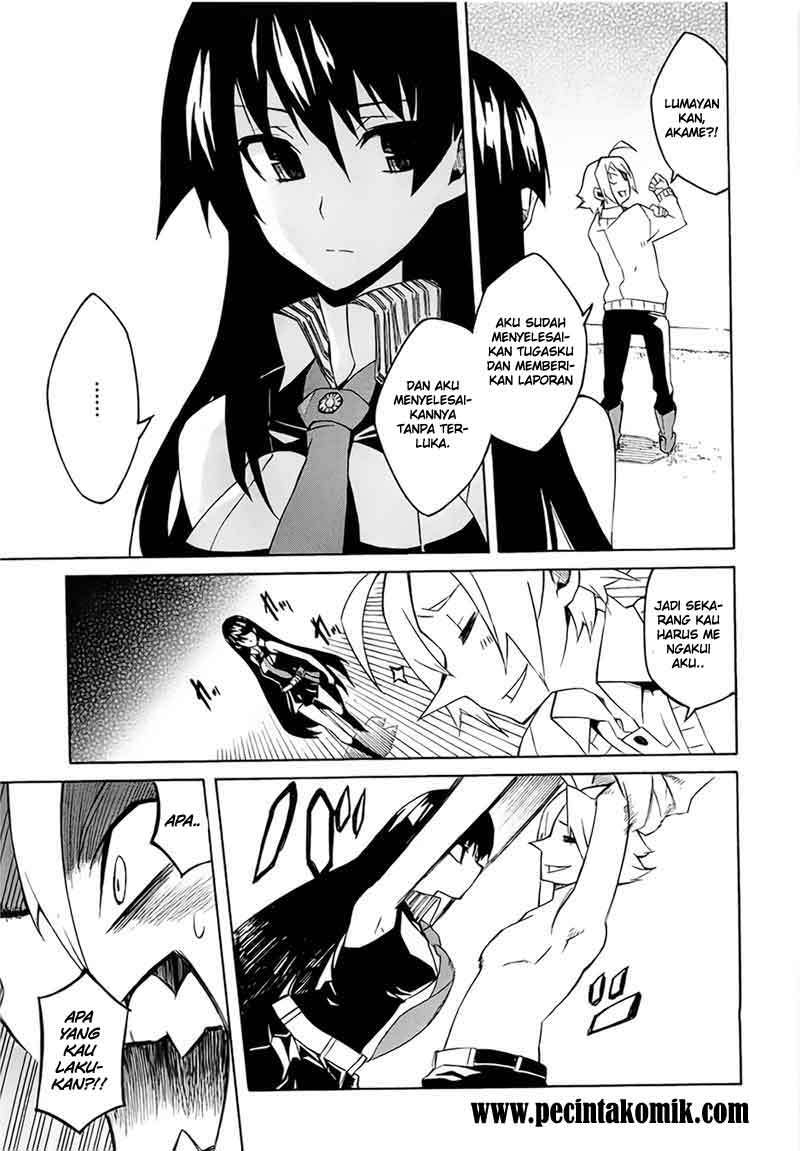 LUMAYAN
KAN,
AKAME?!
AKU SUDAH
MENYELESAI-
KAN TUGASKU
DAN MEMBERI-
KAN LAPORAN
DAN AKU
MENYELESAI-
KANNYA
TANPA TER-
LUKA.
........
JADI SEKA-
RANG KAU
HARUS ME
NGAKUI
AKU..
APA..
APA
YANG
KAU
LAKU-
KAN?!!
www.pecintakomik.com